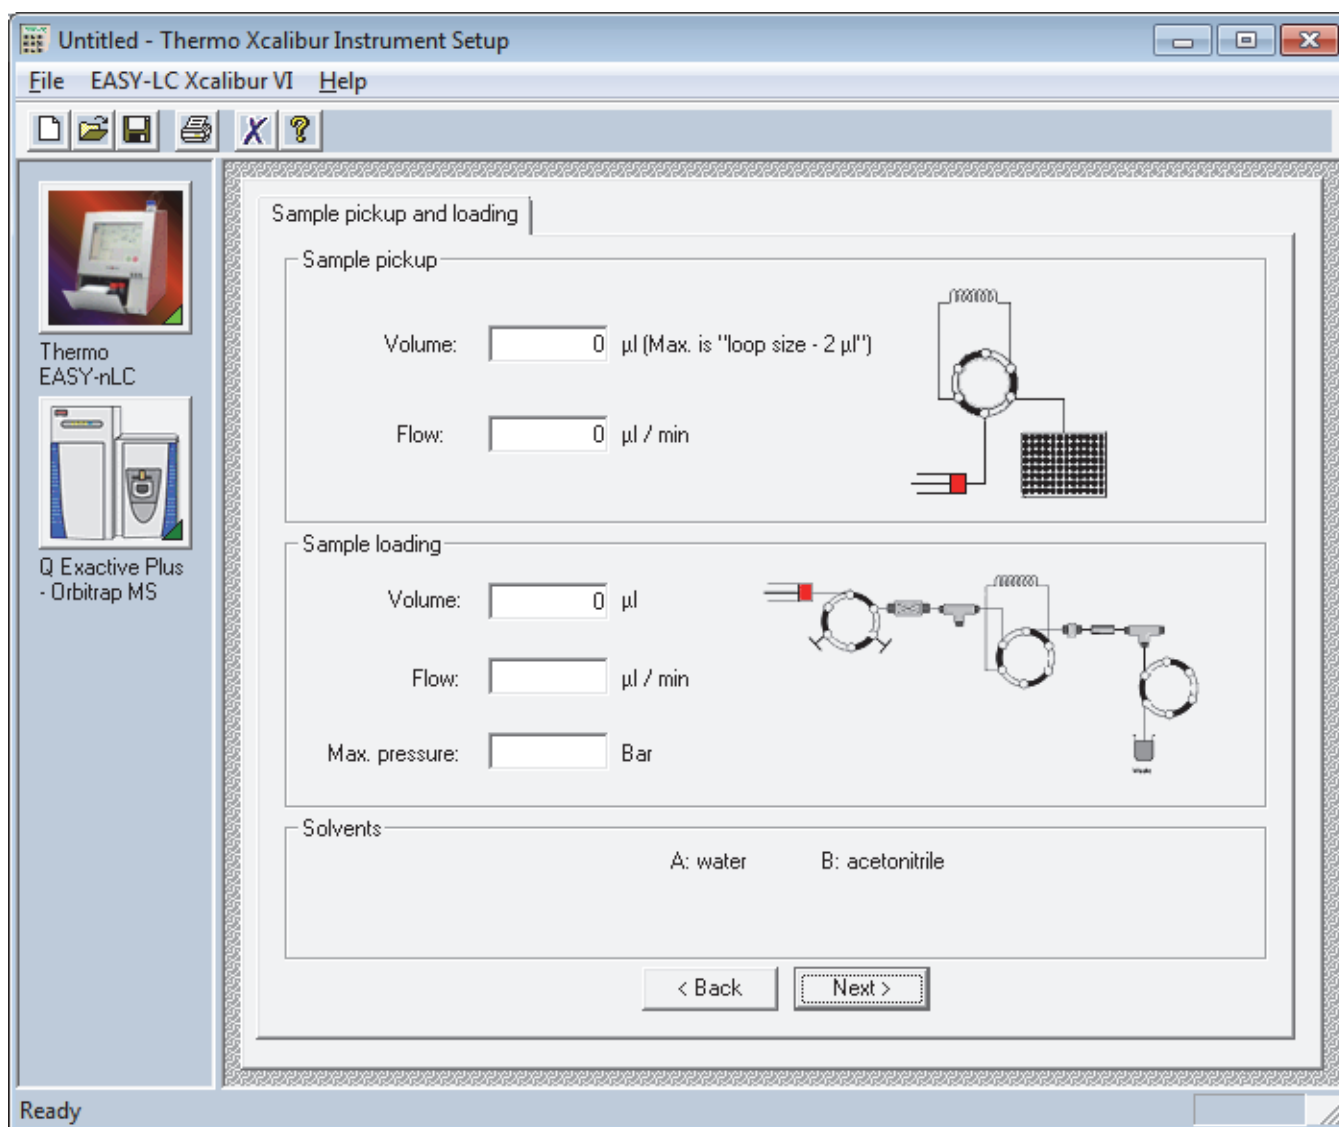 Untitled - Thermo Xcalibur Instrument Setup
File EASY-LC Xcalibur VI Help
Thermo
EASY-nLC
Q Exactive Plus
- Orbitrap MS
Sample pickup and loading
Sample pickup
Volume: 0 µl (Max. is "loop size - 2 µl")
Flow: 0 µl / min
Sample loading
Volume: 0 µl
Flow: µl / min
Max. pressure: Bar
Waste
Solvents
A: water B: acetonitrile
< Back Next >
Ready